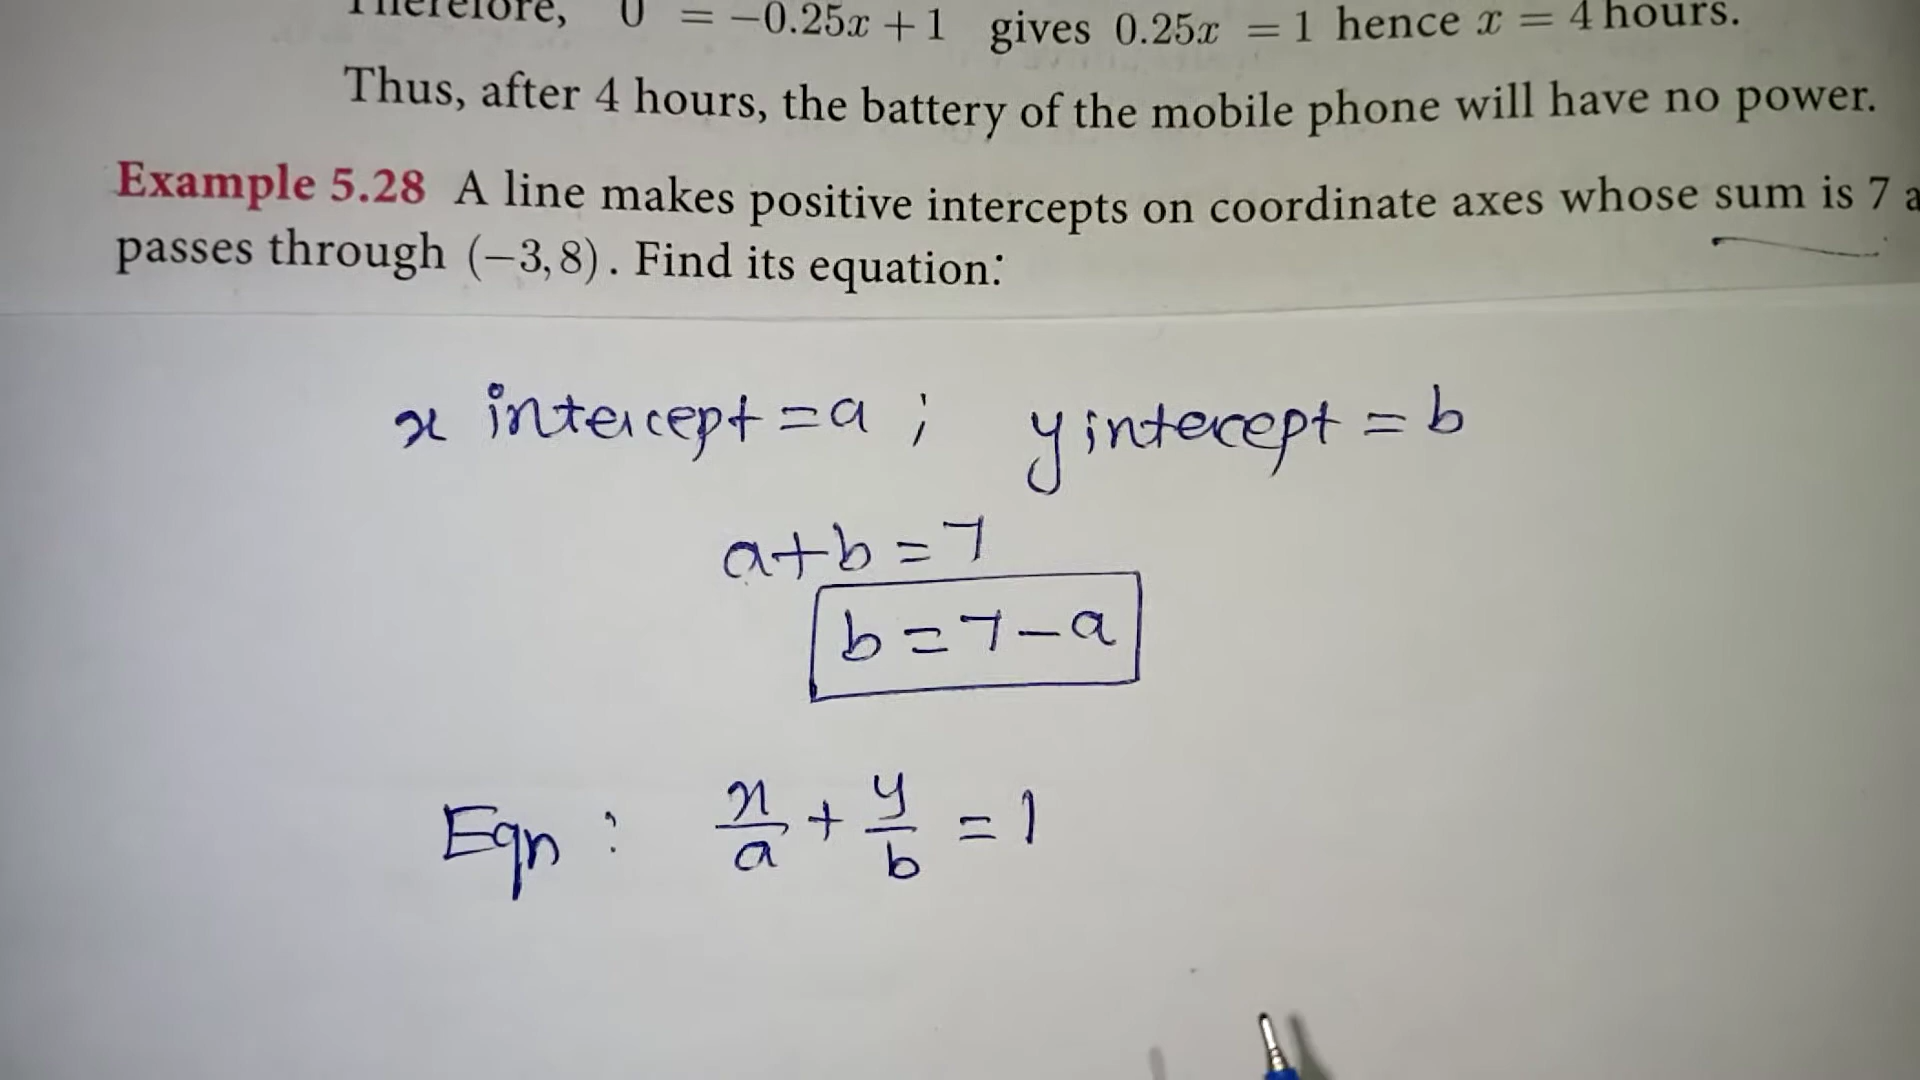 Therefore, 0 = −0.25x + 1 gives 0.25x = 1 hence x = 4 hours.
Thus, after 4 hours, the battery of the mobile phone will have no power.
Example 5.28 A line makes positive intercepts on coordinate axes whose sum is 7 a
passes through (−3, 8). Find its equation:
x intercept = a ; y intercept = b
a+b = 7
b = 7 − a
Eqn : x/a + y/b = 1